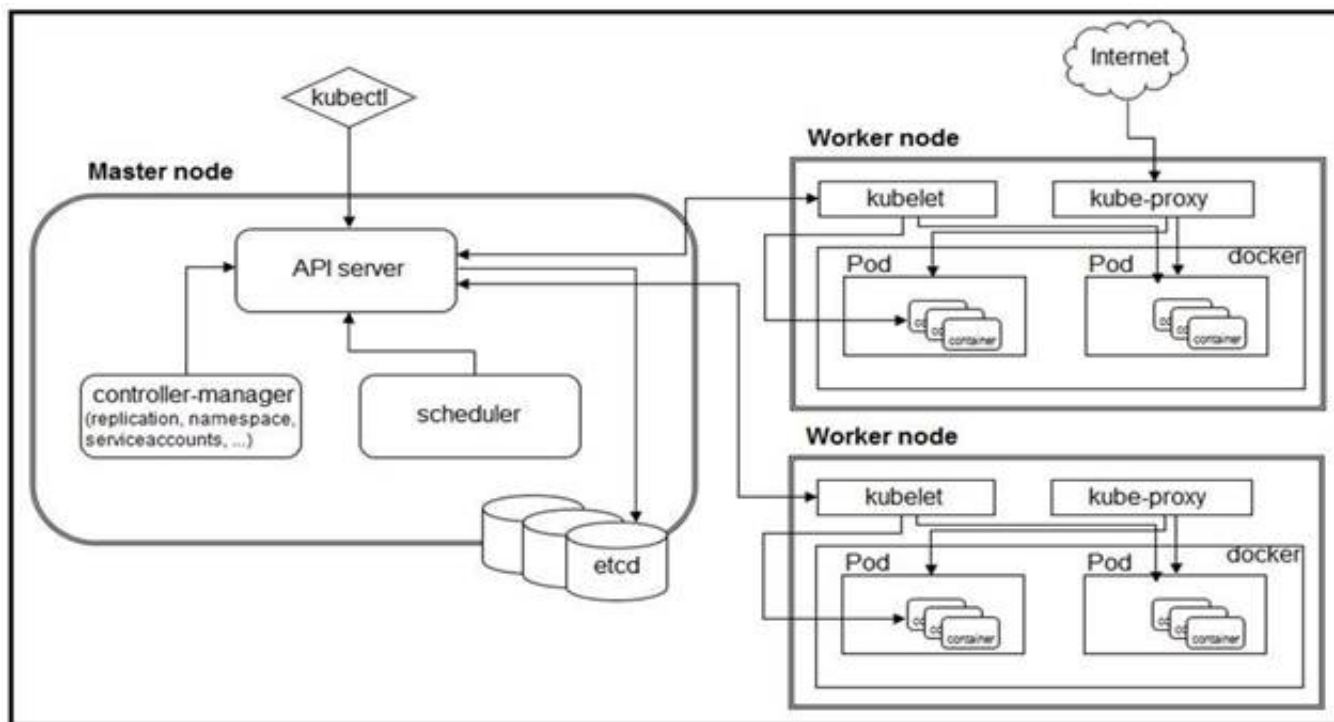 Internet
kubectl
Master node
API server
controller-manager
(replication, namespace,
serviceaccounts, ...)
scheduler
etcd
Worker node
kubelet
kube-proxy
docker
Pod
Pod
container
container
Worker node
kubelet
kube-proxy
docker
Pod
Pod
container
container